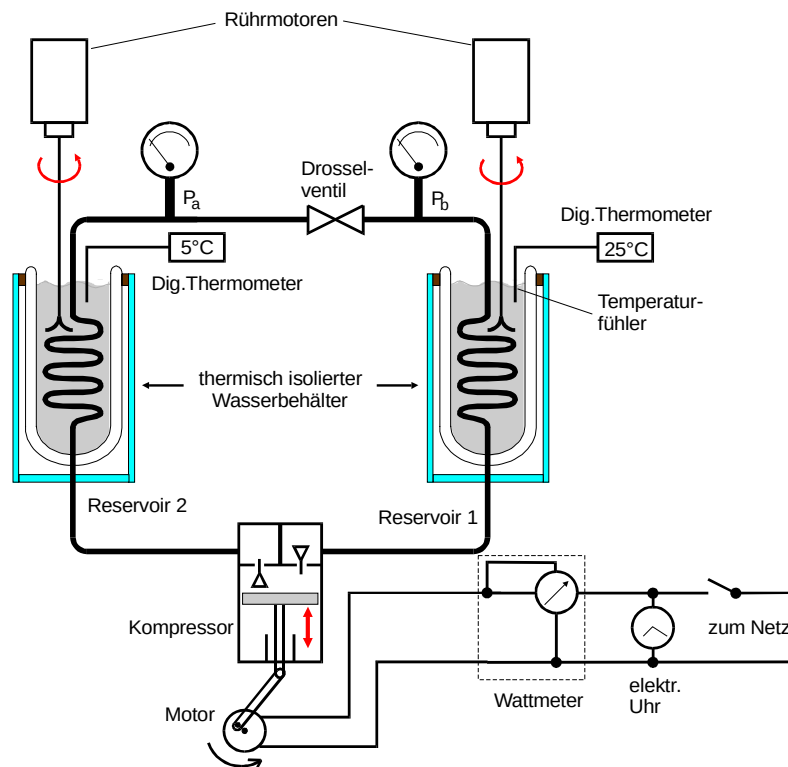 Rührmotoren
Drossel-
ventil
Pa
Pb
Dig.Thermometer
5°C
25°C
Dig.Thermometer
Temperatur-
fühler
thermisch isolierter
Wasserbehälter
Reservoir 2
Reservoir 1
Kompressor
zum Netz
Wattmeter
elektr.
Uhr
Motor